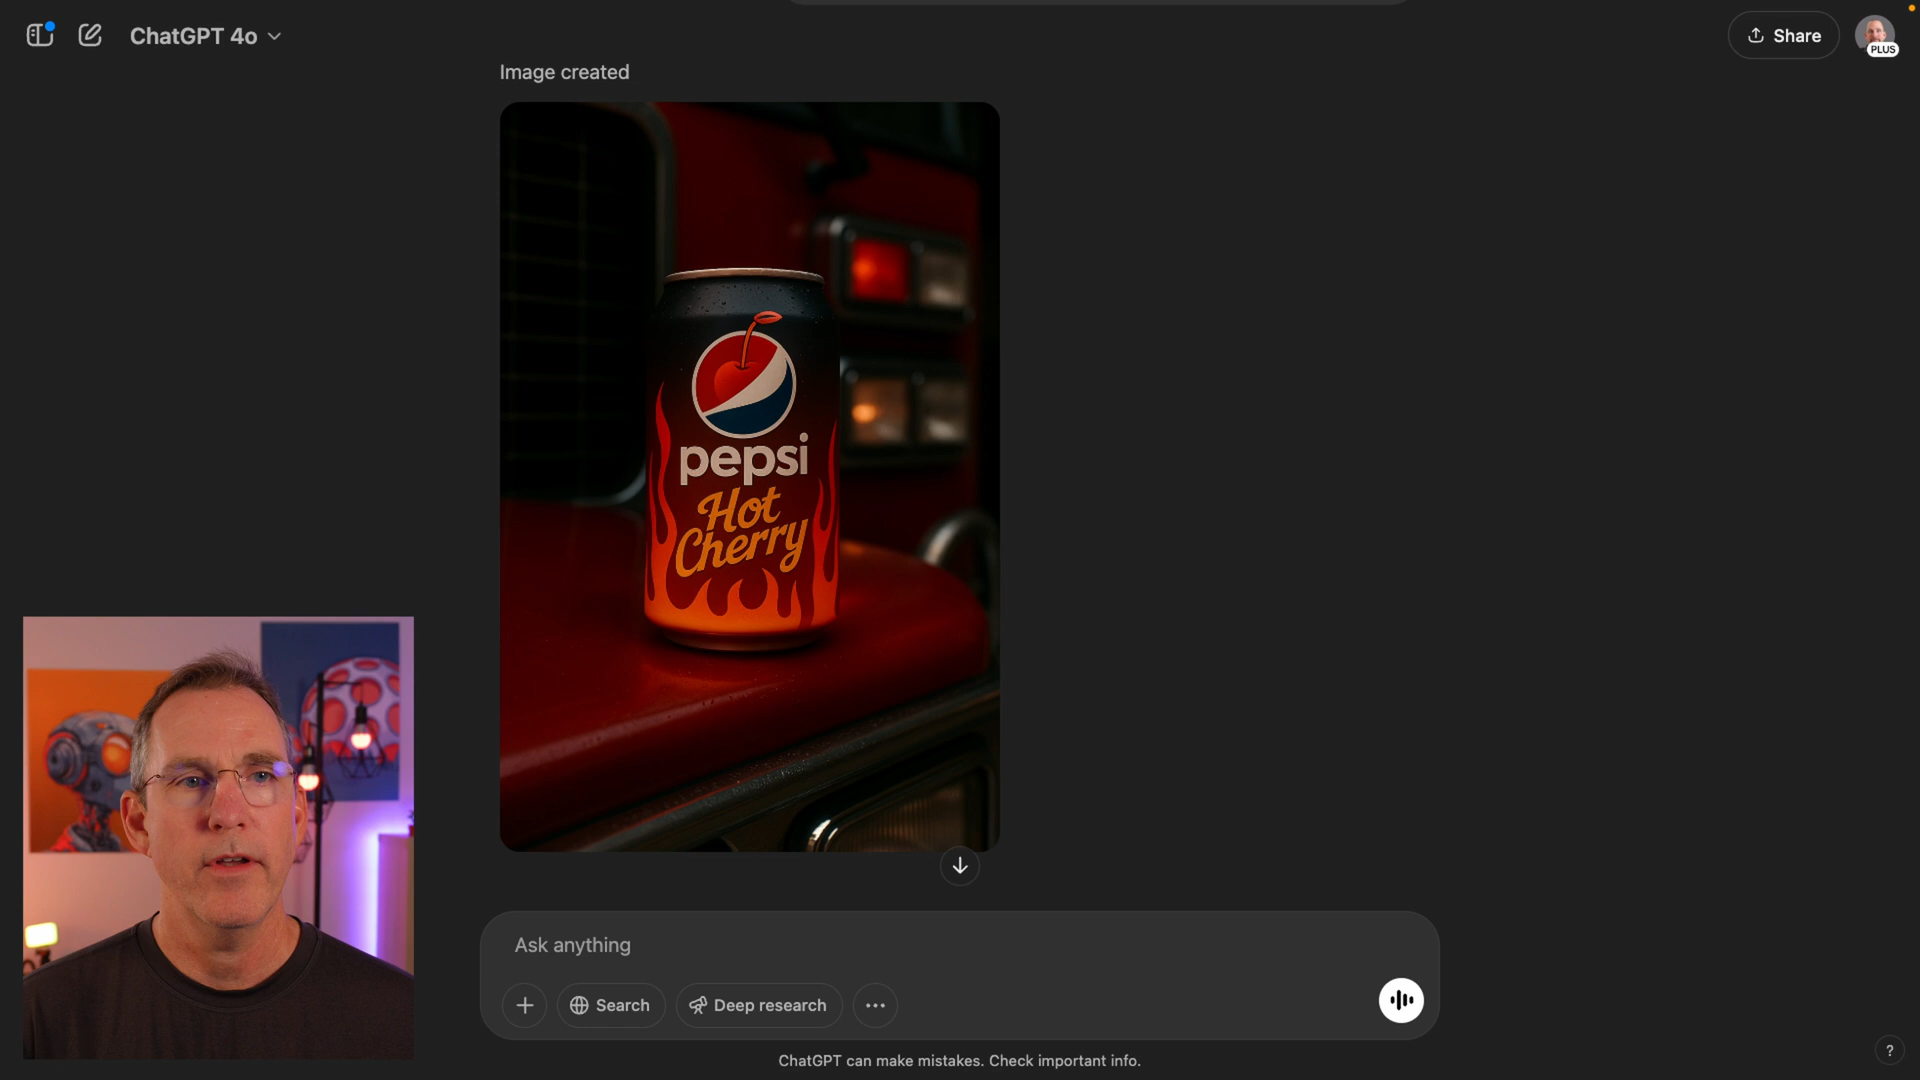 ChatGPT 4o
Share
PLUS
Image created
pepsi
Hot
Cherry
Ask anything
Search
Deep research
ChatGPT can make mistakes. Check important info.
?